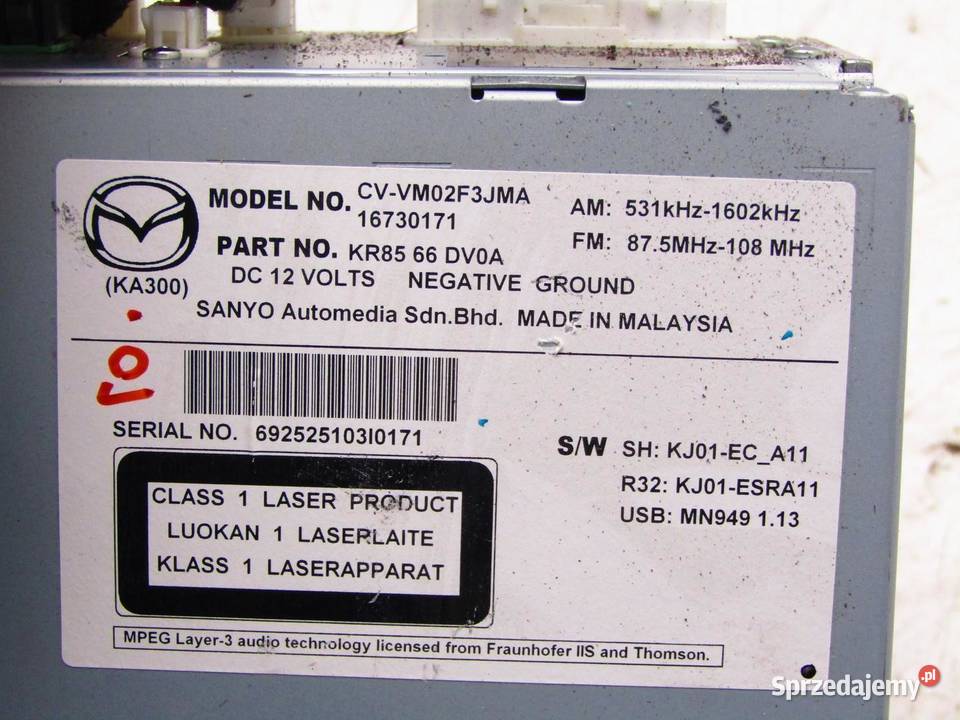 MODEL NO. CV-VM02F3JMA
16730171
AM: 531kHz-1602kHz
FM: 87.5MHz-108 MHz
PART NO. KR85 66 DV0A
(KA300)
DC 12 VOLTS NEGATIVE GROUND
SANYO Automedia Sdn.Bhd. MADE IN MALAYSIA
SERIAL NO. 692525103I0171
S/W SH: KJ01-EC_A11
R32: KJ01-ESRA11
USB: MN949 1.13
CLASS 1 LASER PRODUCT
LUOKAN 1 LASERLAITE
KLASS 1 LASERAPPARAT
MPEG Layer-3 audio technology licensed from Fraunhofer IIS and Thomson.
Sprzedajemy.pl